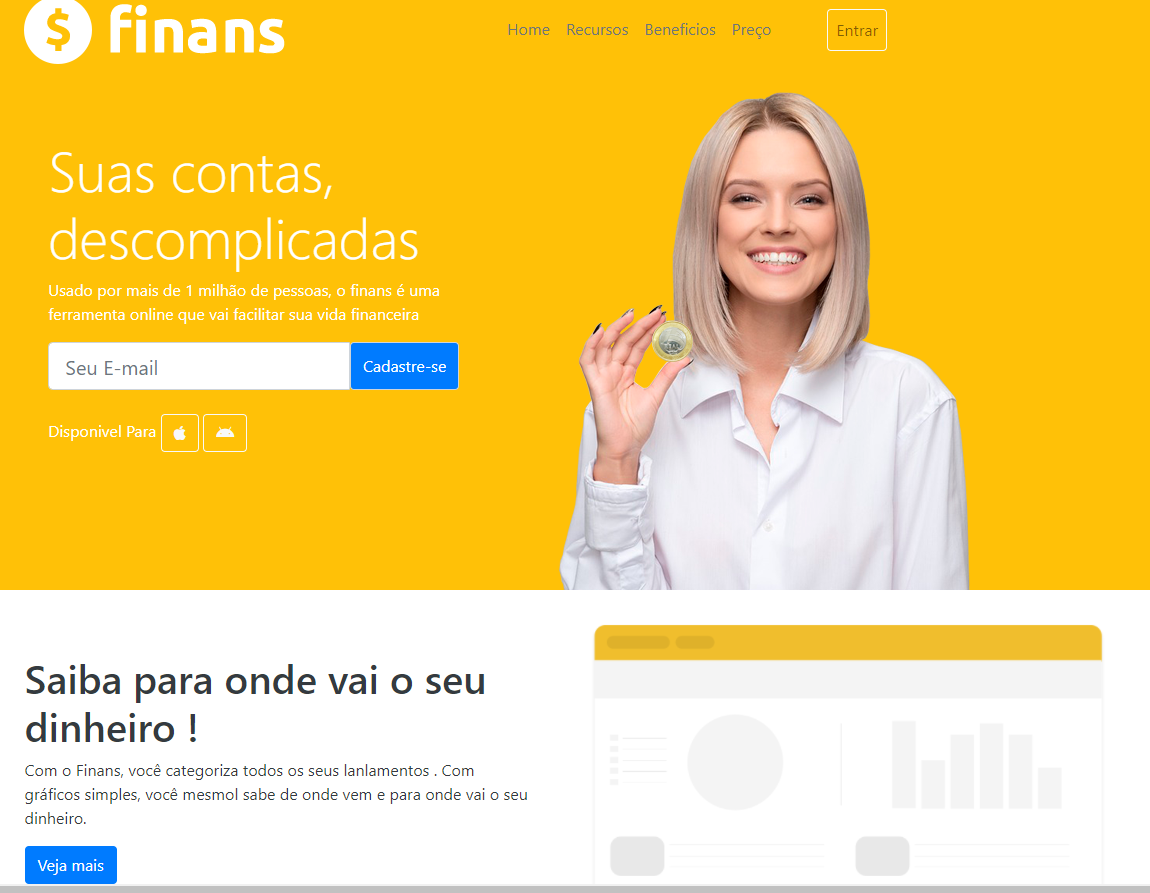 $ finans
Home Recursos Beneficios Preço Entrar
Suas contas,
descomplicadas
Usado por mais de 1 milhão de pessoas, o finans é uma
ferramenta online que vai facilitar sua vida financeira
Seu E-mail Cadastre-se
Disponivel Para
Saiba para onde vai o seu
dinheiro !
Com o Finans, você categoriza todos os seus lanlamentos . Com
gráficos simples, você mesmol sabe de onde vem e para onde vai o seu
dinheiro.
Veja mais